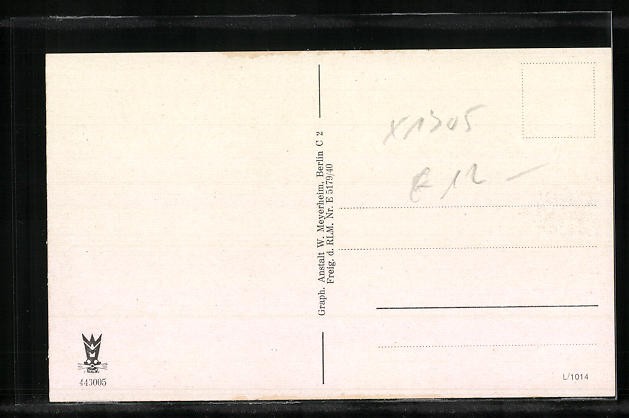 x1305
€ 12 -
Graph. Anstalt W. Meyerheim, Berlin C 2
Freig. d. RLM. Nr. E 5179/40
443005
L/1014